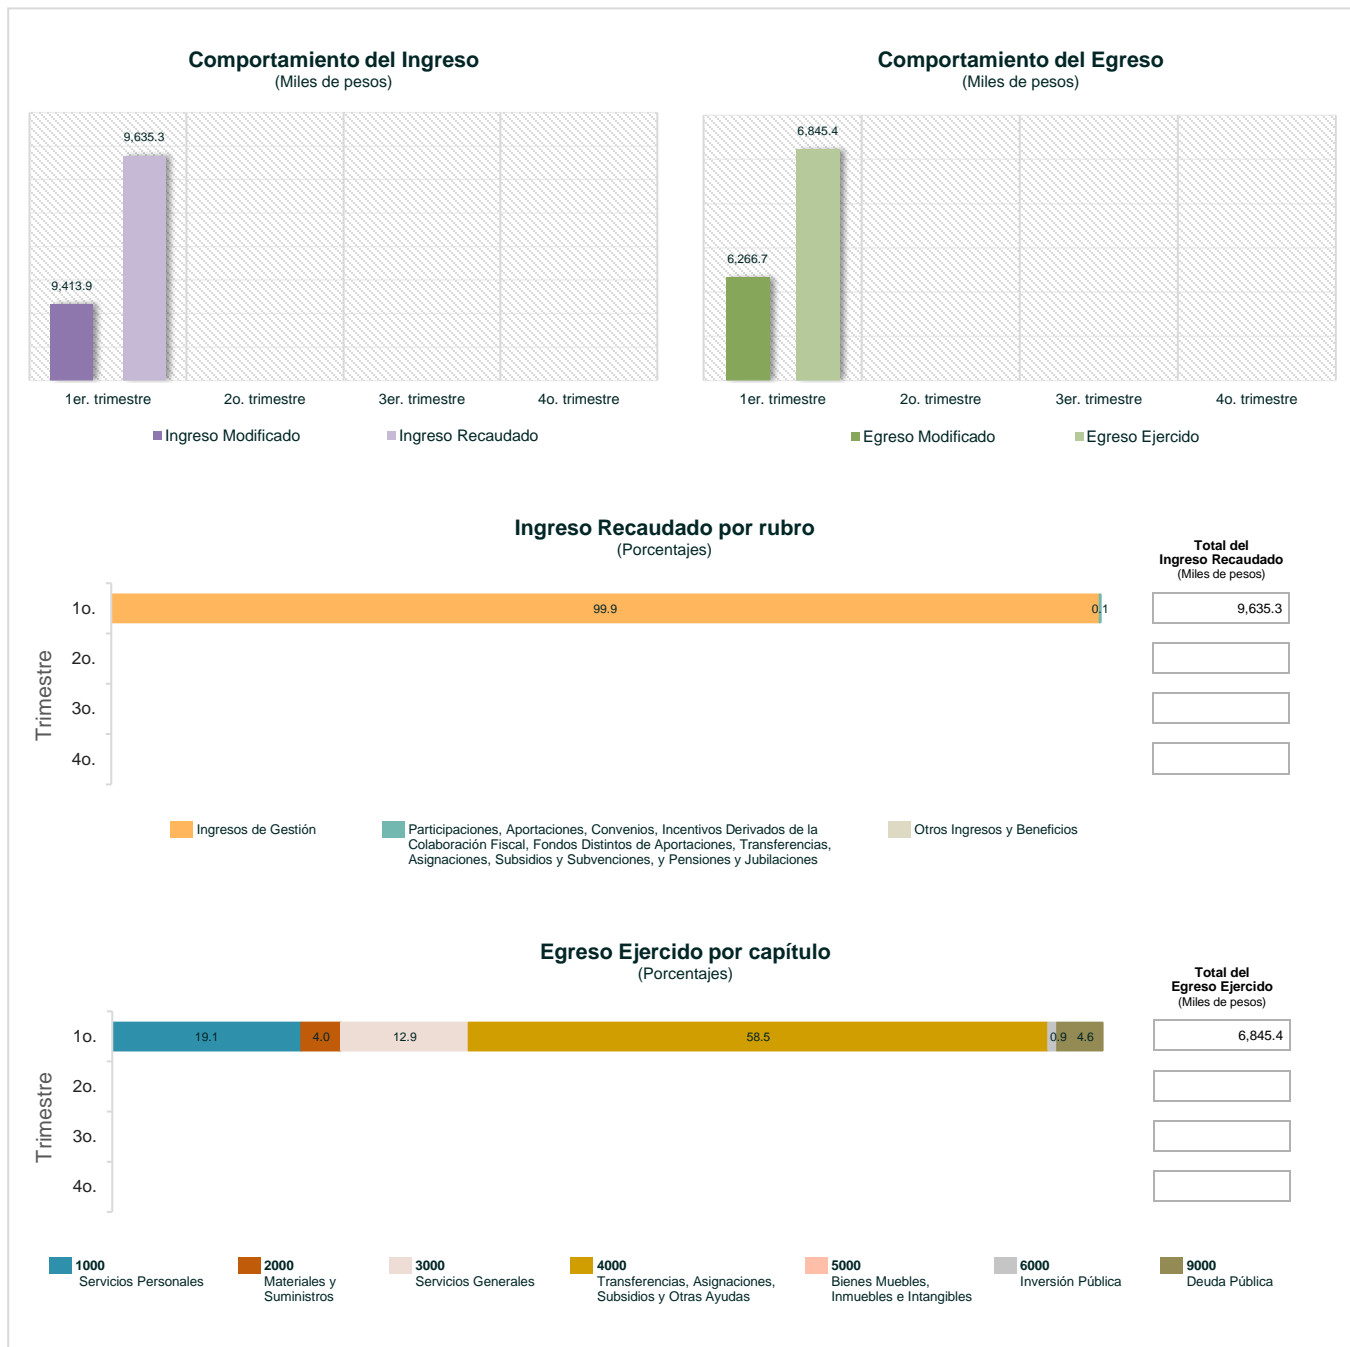 Comportamiento del Ingreso
(Miles de pesos)
9,635.3
9,413.9
1er. trimestre
2o. trimestre
3er. trimestre
4o. trimestre
Ingreso Modificado
Ingreso Recaudado
Comportamiento del Egreso
(Miles de pesos)
6,845.4
6,266.7
1er. trimestre
2o. trimestre
3er. trimestre
4o. trimestre
Egreso Modificado
Egreso Ejercido
Ingreso Recaudado por rubro
(Porcentajes)
Total del
Ingreso Recaudado
(Miles de pesos)
Trimestre
1o.
99.9
0.1
9,635.3
2o.
3o.
4o.
Ingresos de Gestión
Participaciones, Aportaciones, Convenios, Incentivos Derivados de la
Colaboración Fiscal, Fondos Distintos de Aportaciones, Transferencias,
Asignaciones, Subsidios y Subvenciones, y Pensiones y Jubilaciones
Otros Ingresos y Beneficios
Egreso Ejercido por capítulo
(Porcentajes)
Total del
Egreso Ejercido
(Miles de pesos)
Trimestre
1o.
19.1
4.0
12.9
58.5
0.9
4.6
6,845.4
2o.
3o.
4o.
1000
Servicios Personales
2000
Materiales y
Suministros
3000
Servicios Generales
4000
Transferencias, Asignaciones,
Subsidios y Otras Ayudas
5000
Bienes Muebles,
Inmuebles e Intangibles
6000
Inversión Pública
9000
Deuda Pública